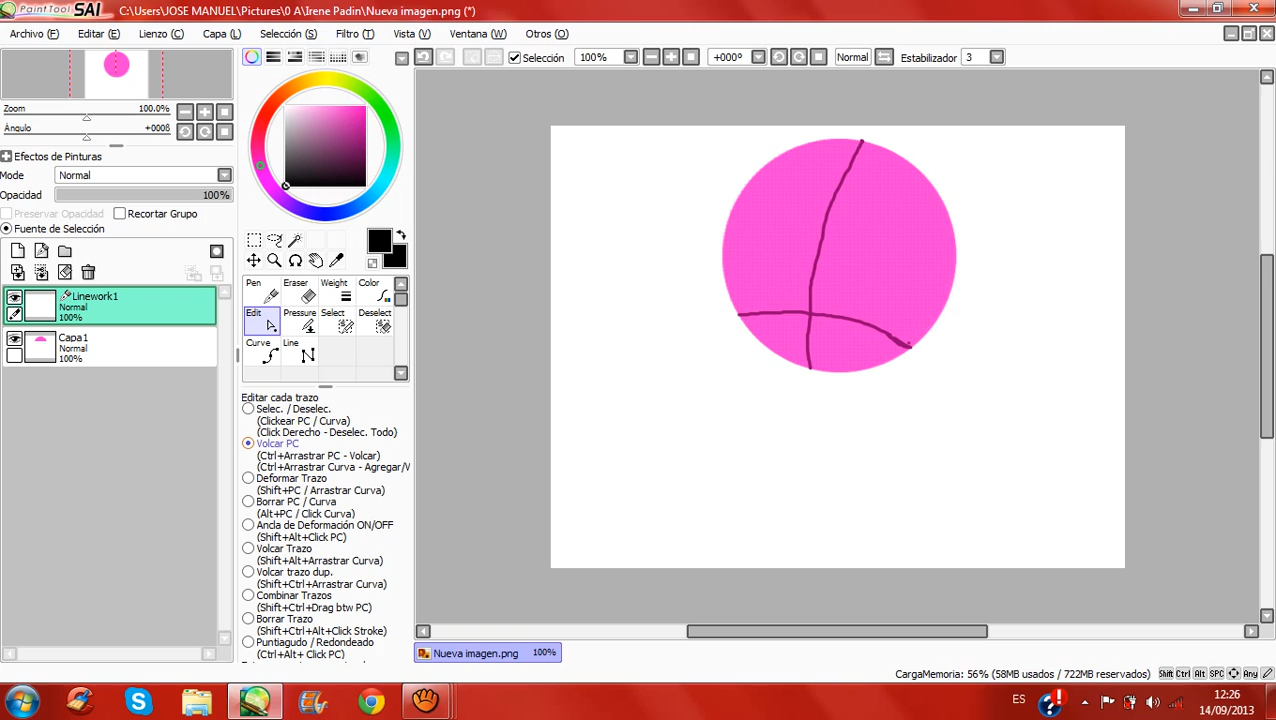 PaintTool SAI C:\Users\JOSE MANUEL\Pictures\0 A\Irene Padin\Nueva imagen.png (*)
Archivo (F) Editar (E) Lienzo (C) Capa (L) Selección (S) Filtro (T) Vista (V) Ventana (W) Otros (O)
Selección 100% +000º Normal Estabilizador 3
Zoom 100.0%
Ángulo +000ß
Efectos de Pinturas
Mode Normal
Opacidad 100%
Preservar Opacidad Recortar Grupo
Fuente de Selección
Linework1
Normal
100%
Capa1
Normal
100%
Pen Eraser Weight Color
Edit Pressure Select Deselect
Curve Line
Editar cada trazo
Selec. / Deselec.
(Clickear PC / Curva)
(Click Derecho - Deselec. Todo)
Volcar PC
(Ctrl+Arrastrar PC - Volcar)
(Ctrl+Arrastrar Curva - Agregar/V
Deformar Trazo
(Shift+PC / Arrastrar Curva)
Borrar PC / Curva
(Alt+PC / Click Curva)
Ancla de Deformación ON/OFF
(Shift+Alt+Click PC)
Volcar Trazo
(Shift+Alt+Arrastrar Curva)
Volcar trazo dup.
(Shift+Ctrl+Arrastrar Curva)
Combinar Trazos
(Shift+Ctrl+Drag btw PC)
Borrar Trazo
(Shift+Ctrl+Alt+Click Stroke)
Puntiagudo / Redondeado
(Ctrl+Alt+ Click PC)
Nueva imagen.png 100%
CargaMemoria: 56% (58MB usados / 722MB reservados) Shift Ctrl Alt SPC Any
ES
12:26
14/09/2013